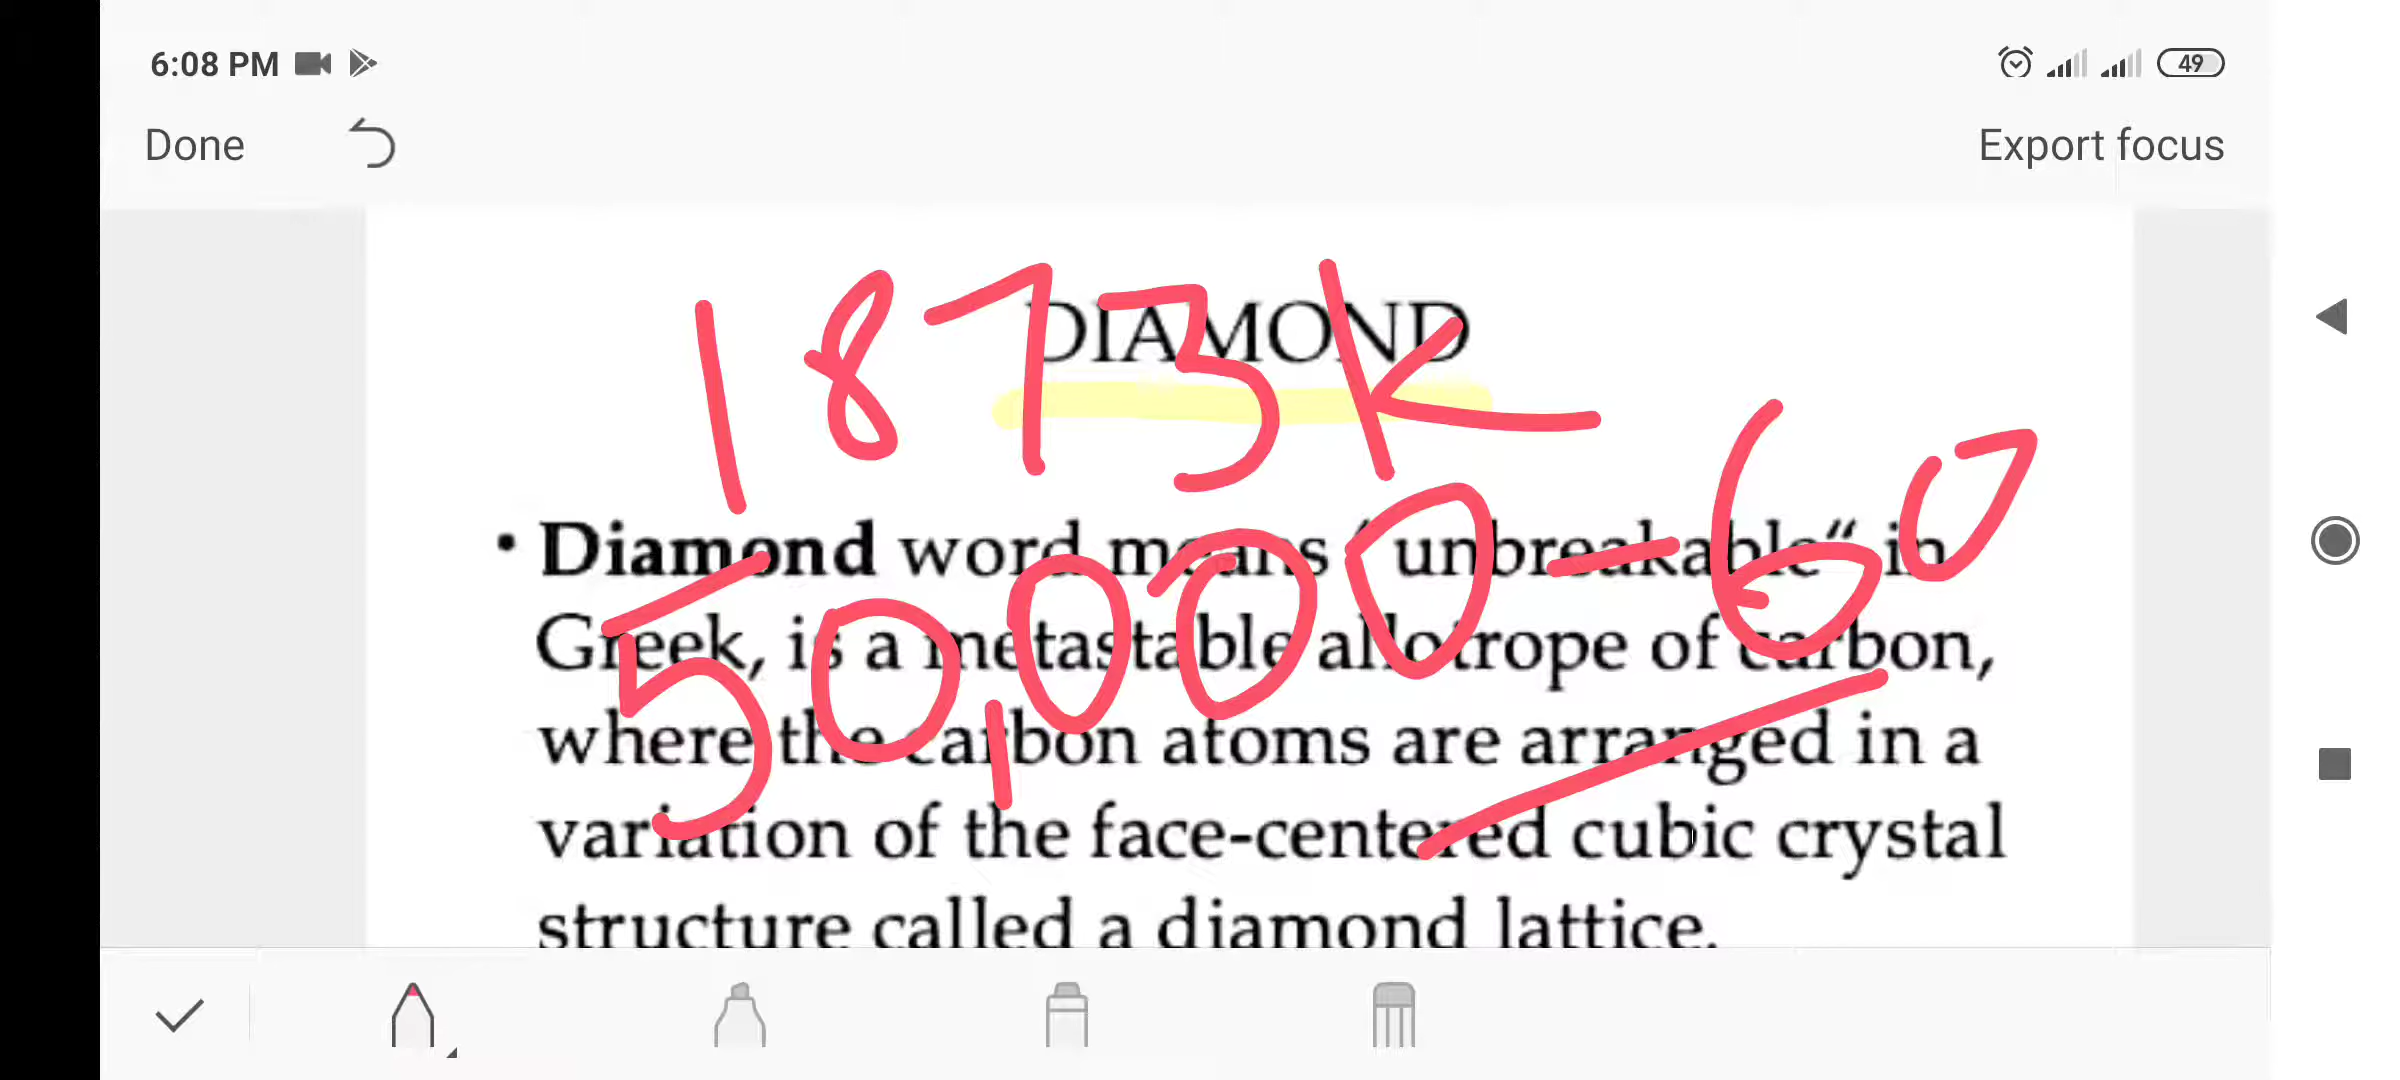 6:08 PM 49
Done Export focus
DIAMOND
1873K
• Diamond word means “unbreakable“ in
50,000 - 60
Greek, is a metastable allotrope of carbon,
where the carbon atoms are arranged in a
variation of the face-centered cubic crystal
structure called a diamond lattice.